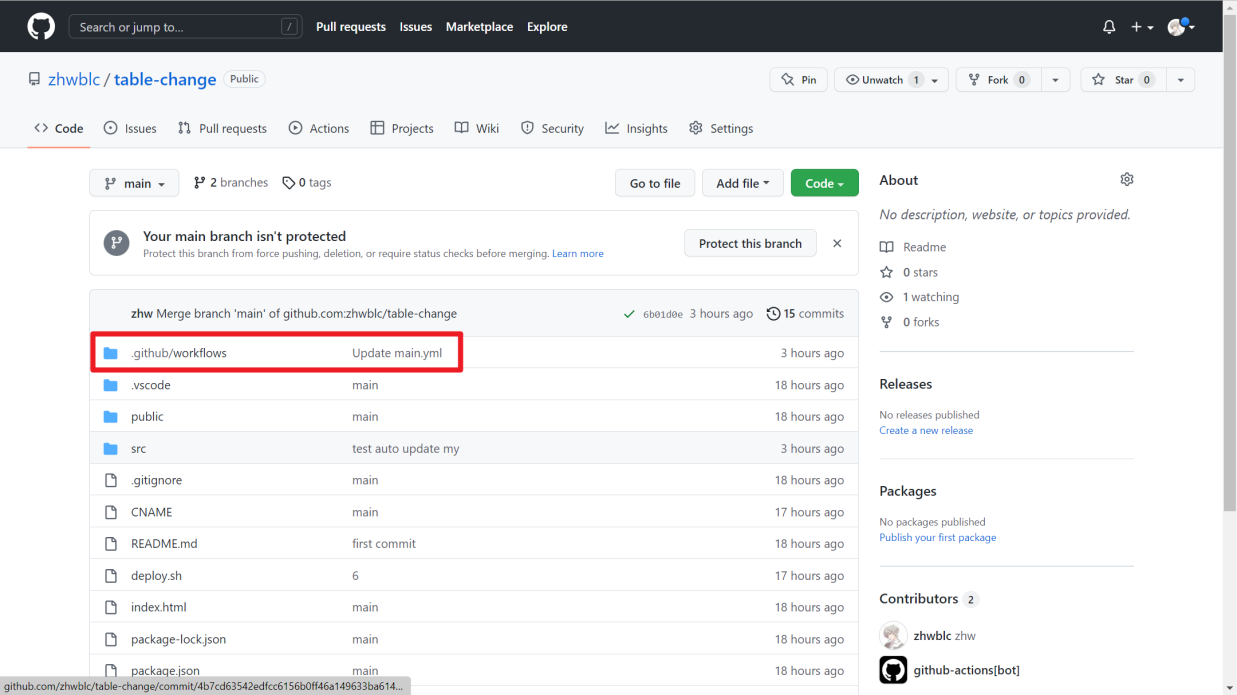 Search or jump to... /
Pull requests Issues Marketplace Explore
zhwblc / table-change Public
Pin Unwatch 1 Fork 0 Star 0
Code Issues Pull requests Actions Projects Wiki Security Insights Settings
main 2 branches 0 tags Go to file Add file Code
Your main branch isn't protected
Protect this branch from force pushing, deletion, or require status checks before merging. Learn more
Protect this branch
zhw Merge branch 'main' of github.com:zhwblc/table-change 6b01d0e 3 hours ago 15 commits
.github/workflows Update main.yml 3 hours ago
.vscode main 18 hours ago
public main 18 hours ago
src test auto update my 3 hours ago
.gitignore main 18 hours ago
CNAME main 17 hours ago
README.md first commit 18 hours ago
deploy.sh 6 17 hours ago
index.html main 18 hours ago
package-lock.json main 18 hours ago
package.json main 18 hours ago
About
No description, website, or topics provided.
Readme
0 stars
1 watching
0 forks
Releases
No releases published
Create a new release
Packages
No packages published
Publish your first package
Contributors 2
zhwblc zhw
github-actions[bot]
github.com/zhwblc/table-change/commit/4b7cd63542edfcc6156b0ff46a149633ba614...